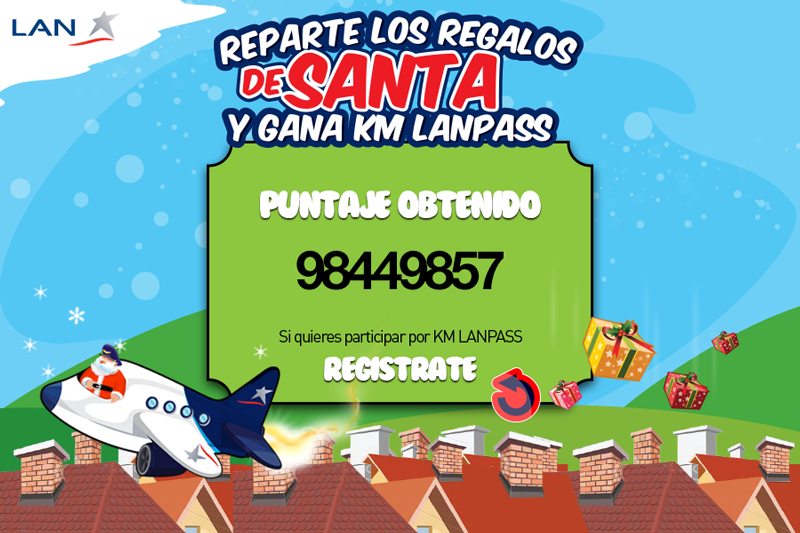 LAN
REPARTE LOS REGALOS
DE SANTA
Y GANA KM LANPASS
PUNTAJE OBTENIDO
98449857
Si quieres participar por KM LANPASS
REGISTRATE